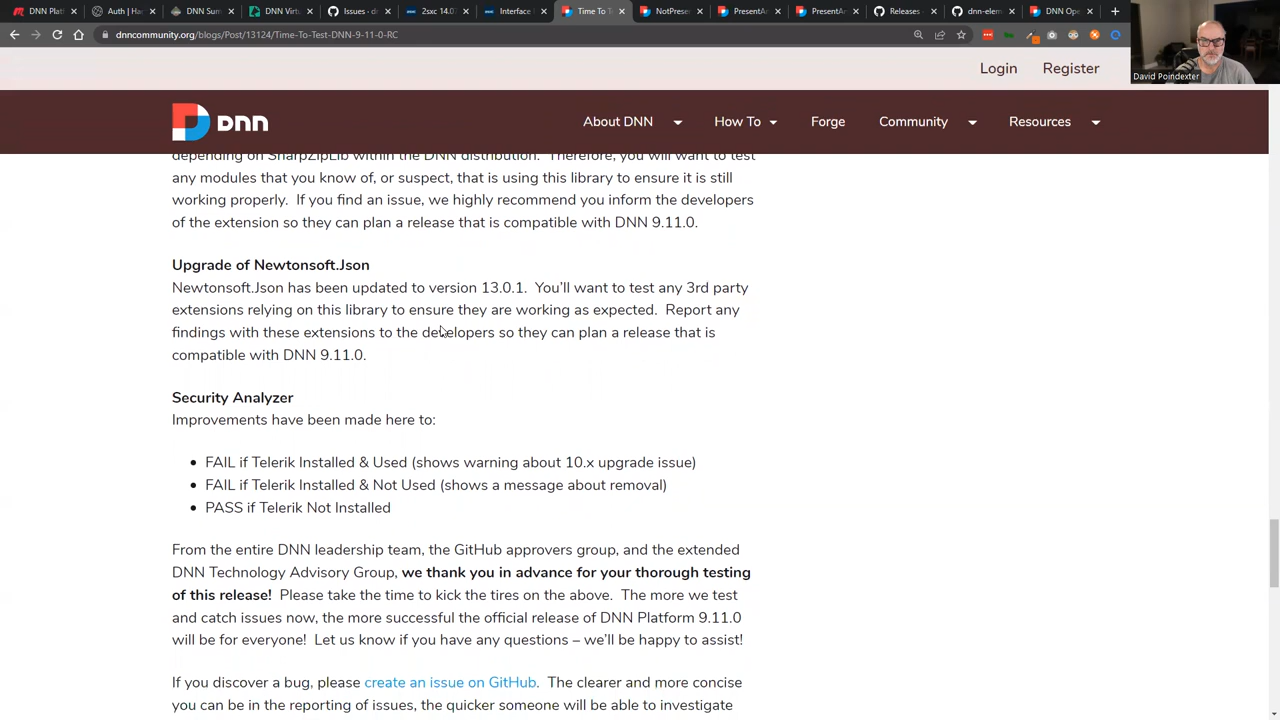 DNN Plat
Auth | Ha
DNN Sum
DNN Virtu
Issues · d
2sxc 14.07
Interface
Time To T
NotPrese
PresentAr
PresentAr
Releases
dnn-elem
DNN Ope
dnncommunity.org/blogs/Post/13124/Time-To-Test-DNN-9-11-0-RC
David Poindexter
Login Register
dnn
About DNN How To Forge Community Resources
depending on SharpZipLib within the DNN distribution. Therefore, you will want to test
any modules that you know of, or suspect, that is using this library to ensure it is still
working properly. If you find an issue, we highly recommend you inform the developers
of the extension so they can plan a release that is compatible with DNN 9.11.0.
Upgrade of Newtonsoft.Json
Newtonsoft.Json has been updated to version 13.0.1. You'll want to test any 3rd party
extensions relying on this library to ensure they are working as expected. Report any
findings with these extensions to the developers so they can plan a release that is
compatible with DNN 9.11.0.
Security Analyzer
Improvements have been made here to:
• FAIL if Telerik Installed & Used (shows warning about 10.x upgrade issue)
• FAIL if Telerik Installed & Not Used (shows a message about removal)
• PASS if Telerik Not Installed
From the entire DNN leadership team, the GitHub approvers group, and the extended
DNN Technology Advisory Group, we thank you in advance for your thorough testing
of this release! Please take the time to kick the tires on the above. The more we test
and catch issues now, the more successful the official release of DNN Platform 9.11.0
will be for everyone! Let us know if you have any questions – we'll be happy to assist!
If you discover a bug, please create an issue on GitHub. The clearer and more concise
you can be in the reporting of issues, the quicker someone will be able to investigate